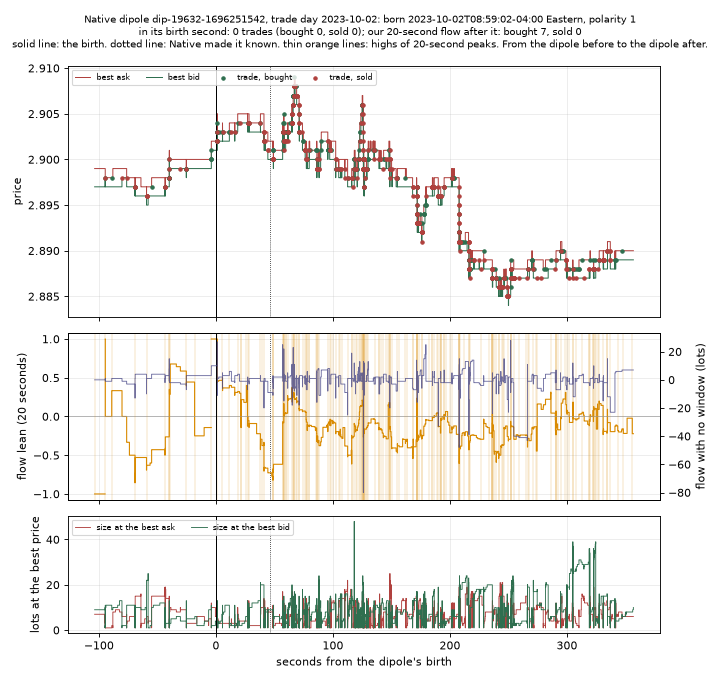 Native dipole dip-19632-1696251542, trade day 2023-10-02: born 2023-10-02T08:59:02-04:00 Eastern, polarity 1
in its birth second: 0 trades (bought 0, sold 0); our 20-second flow after it: bought 7, sold 0
solid line: the birth. dotted line: Native made it known. thin orange lines: highs of 20-second peaks. From the dipole before to the dipole after.
best ask
best bid
trade, bought
trade, sold
2.910
2.905
2.900
2.895
2.890
2.885
price
1.0
0.5
0.0
−0.5
−1.0
flow lean (20 seconds)
20
0
−20
−40
−60
−80
flow with no window (lots)
size at the best ask
size at the best bid
40
20
0
lots at the best price
−100
0
100
200
300
seconds from the dipole's birth